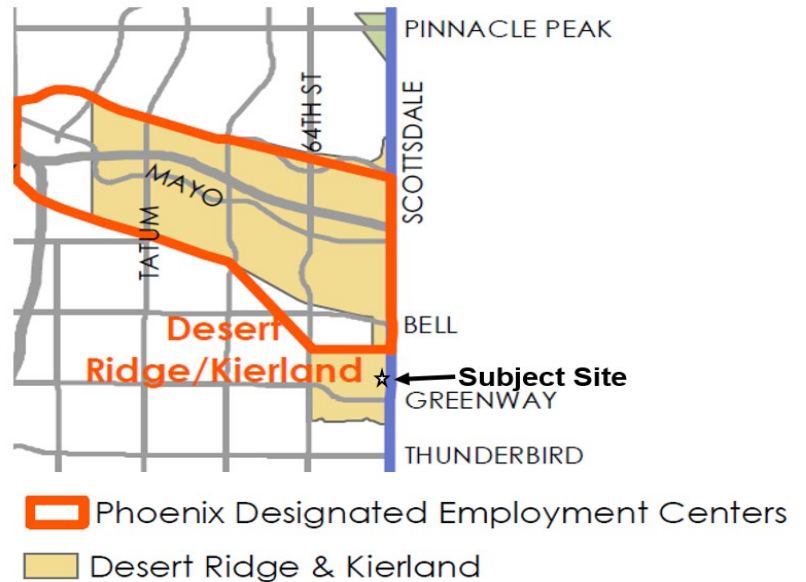 PINNACLE PEAK
64TH ST
SCOTTSDALE
MAYO
TATUM
BELL
Desert
Ridge/Kierland
Subject Site
GREENWAY
THUNDERBIRD
Phoenix Designated Employment Centers
Desert Ridge & Kierland